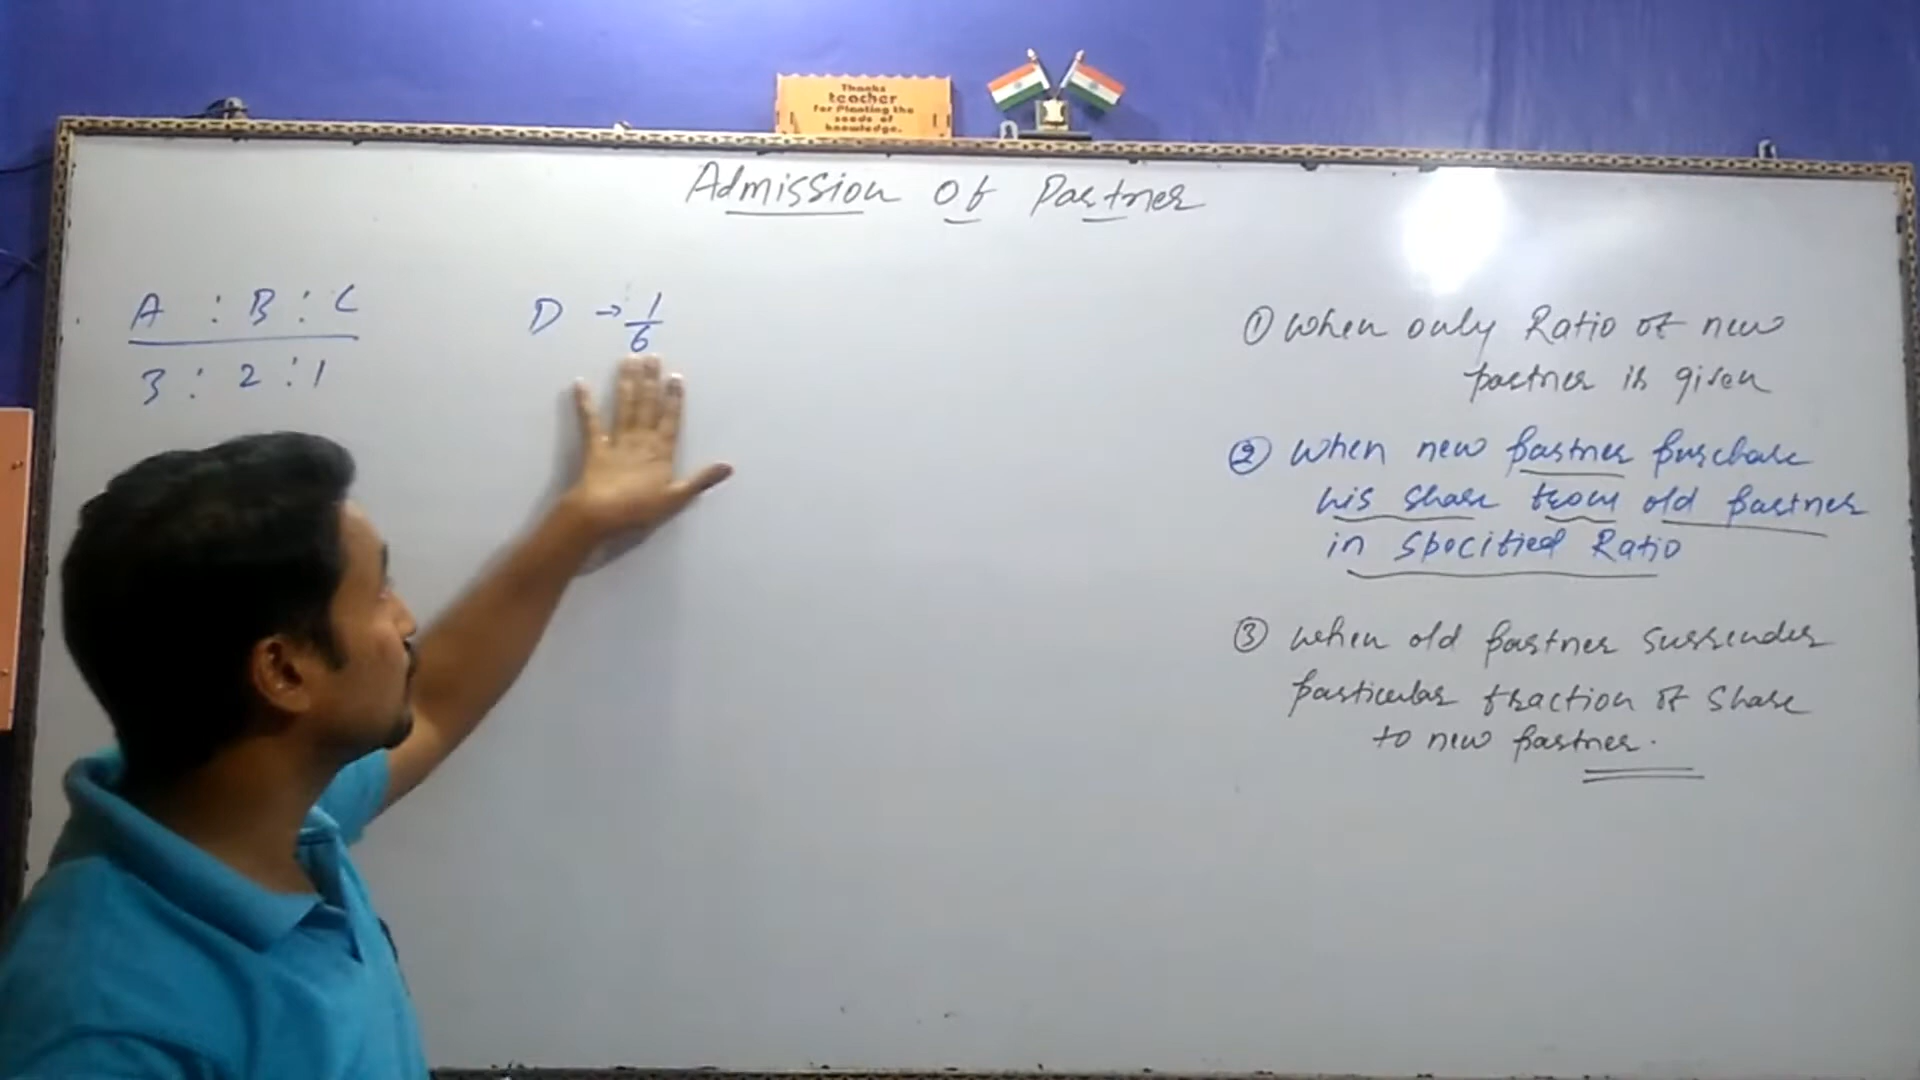 Thanks
teacher
for Planting the
seeds of
knowledge.
Admission Of Partner
A : B : C
3 : 2 : 1
D → 1/6
① When only Ratio of new
partner is given
② When new partner purchase
his share from old partner
in specified Ratio
③ when old partner surrender
particular fraction of share
to new partner.